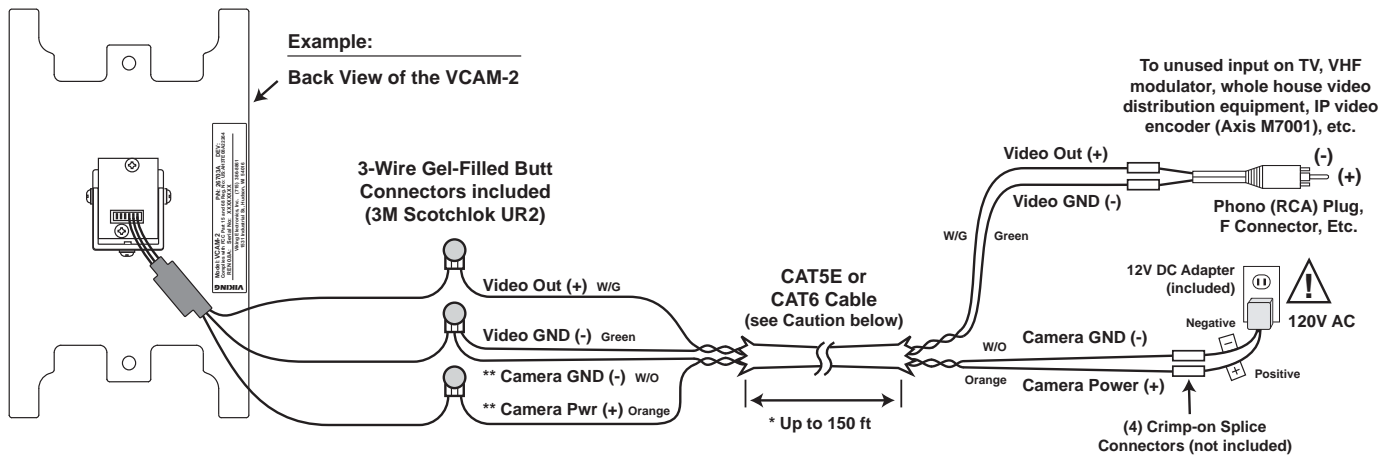 Example:
Back View of the VCAM-2
3-Wire Gel-Filled Butt
Connectors included
(3M Scotchlok UR2)
Model: VCAM-2
VIKING
Video Out (+) W/G
Video GND (-) Green
** Camera GND (-) W/O
** Camera Pwr (+) Orange
CAT5E or
CAT6 Cable
(see Caution below)
* Up to 150 ft
To unused input on TV, VHF
modulator, whole house video
distribution equipment, IP video
encoder (Axis M7001), etc.
Video Out (+)
Video GND (-)
W/G
Green
(-)
(+)
Phono (RCA) Plug,
F Connector, Etc.
12V DC Adapter
(included)
!
120V AC
W/O
Camera GND (-)
Negative
-
Orange
Camera Power (+)
+
Positive
(4) Crimp-on Splice
Connectors (not included)